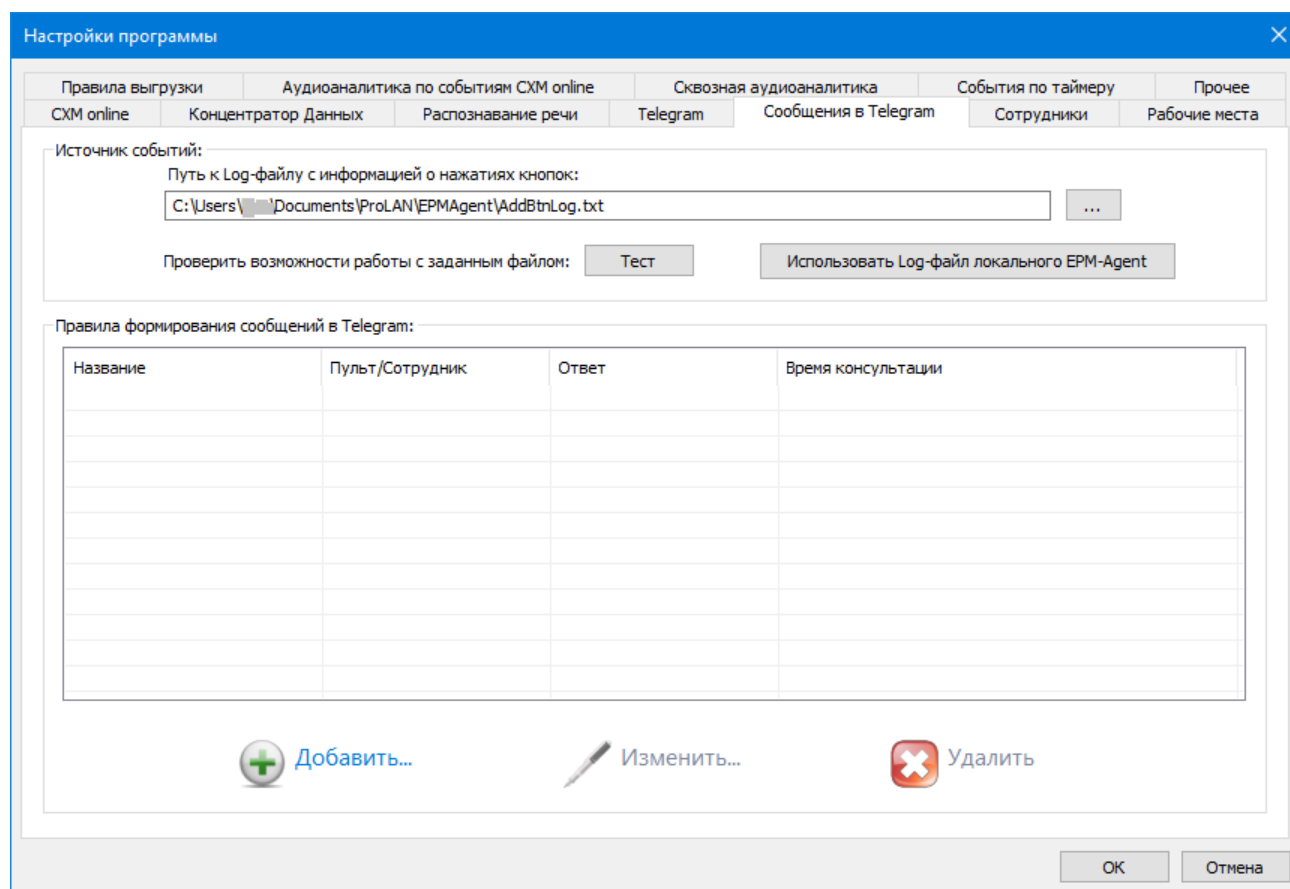 Настройки программы
Правила выгрузки Аудиоаналитика по событиям CXM online Сквозная аудиоаналитика События по таймеру Прочее
CXM online Концентратор Данных Распознавание речи Telegram Сообщения в Telegram Сотрудники Рабочие места
Источник событий:
Путь к Log-файлу с информацией о нажатиях кнопок:
C:\Users\ \Documents\ProLAN\EPMAgent\AddBtnLog.txt ...
Проверить возможности работы с заданным файлом: Тест Использовать Log-файл локального EPM-Agent
Правила формирования сообщений в Telegram:
Название Пульт/Сотрудник Ответ Время консультации
Добавить... Изменить... Удалить
OK Отмена